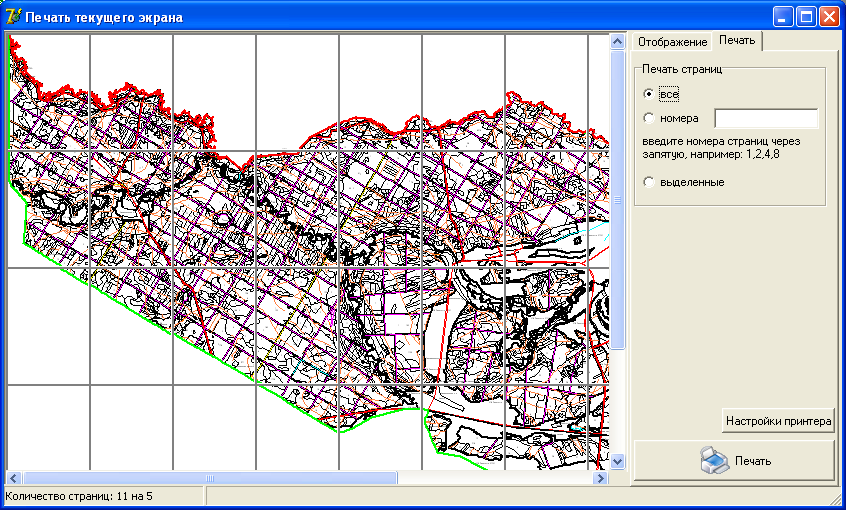 Печать текущего экрана
Отображение
Печать
Печать страниц
все
номера
введите номера страниц через
запятую, например: 1,2,4,8
выделенные
Настройки принтера
Печать
Количество страниц: 11 на 5